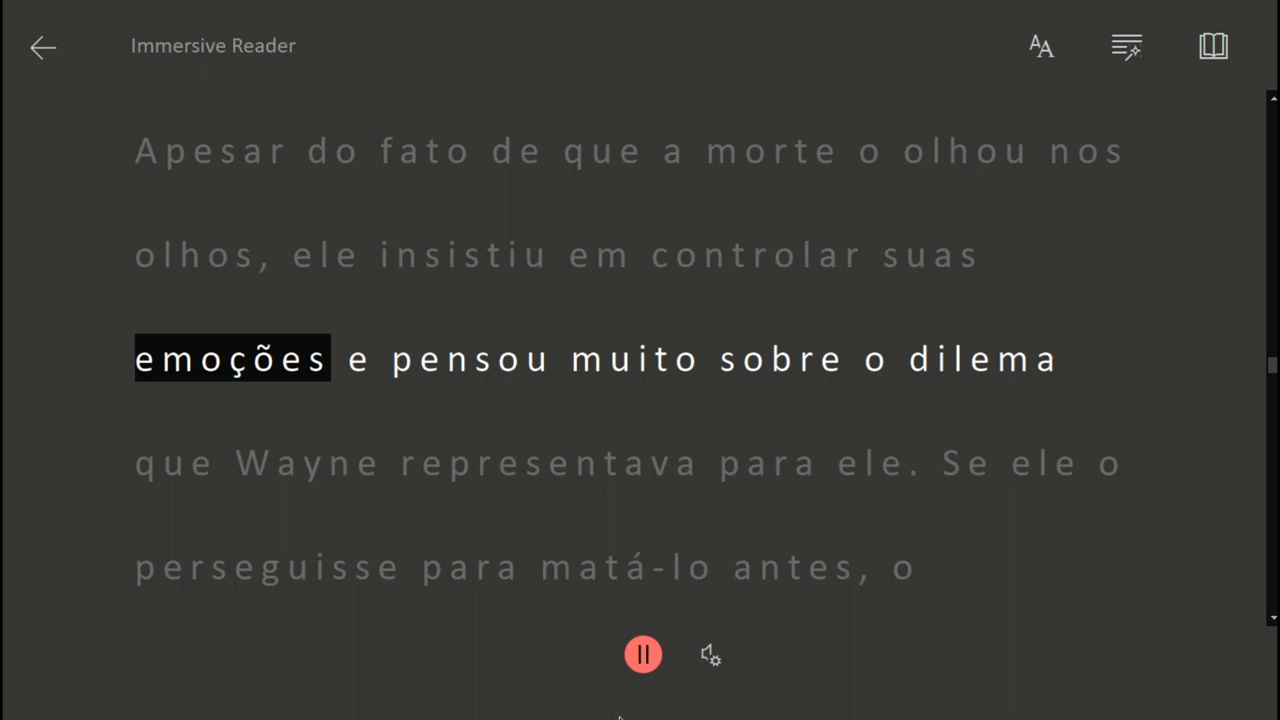 Immersive Reader
Apesar do fato de que a morte o olhou nos
olhos, ele insistiu em controlar suas
emoções e pensou muito sobre o dilema
que Wayne representava para ele. Se ele o
perseguisse para matá-lo antes, o